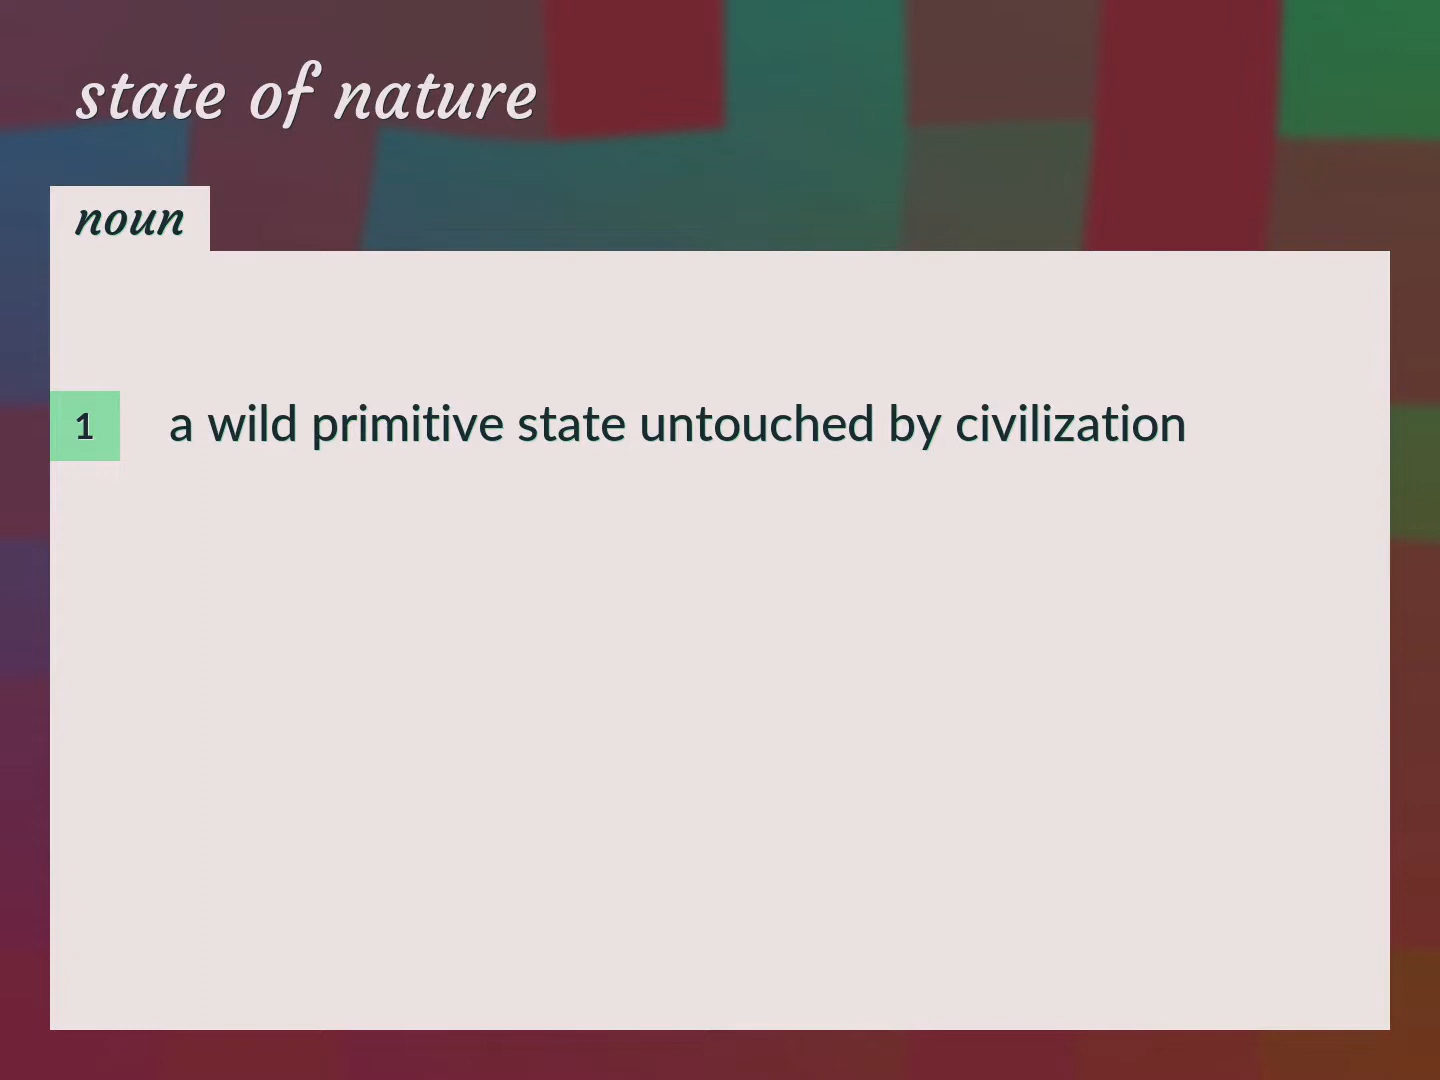 state of nature
noun
1 a wild primitive state untouched by civilization